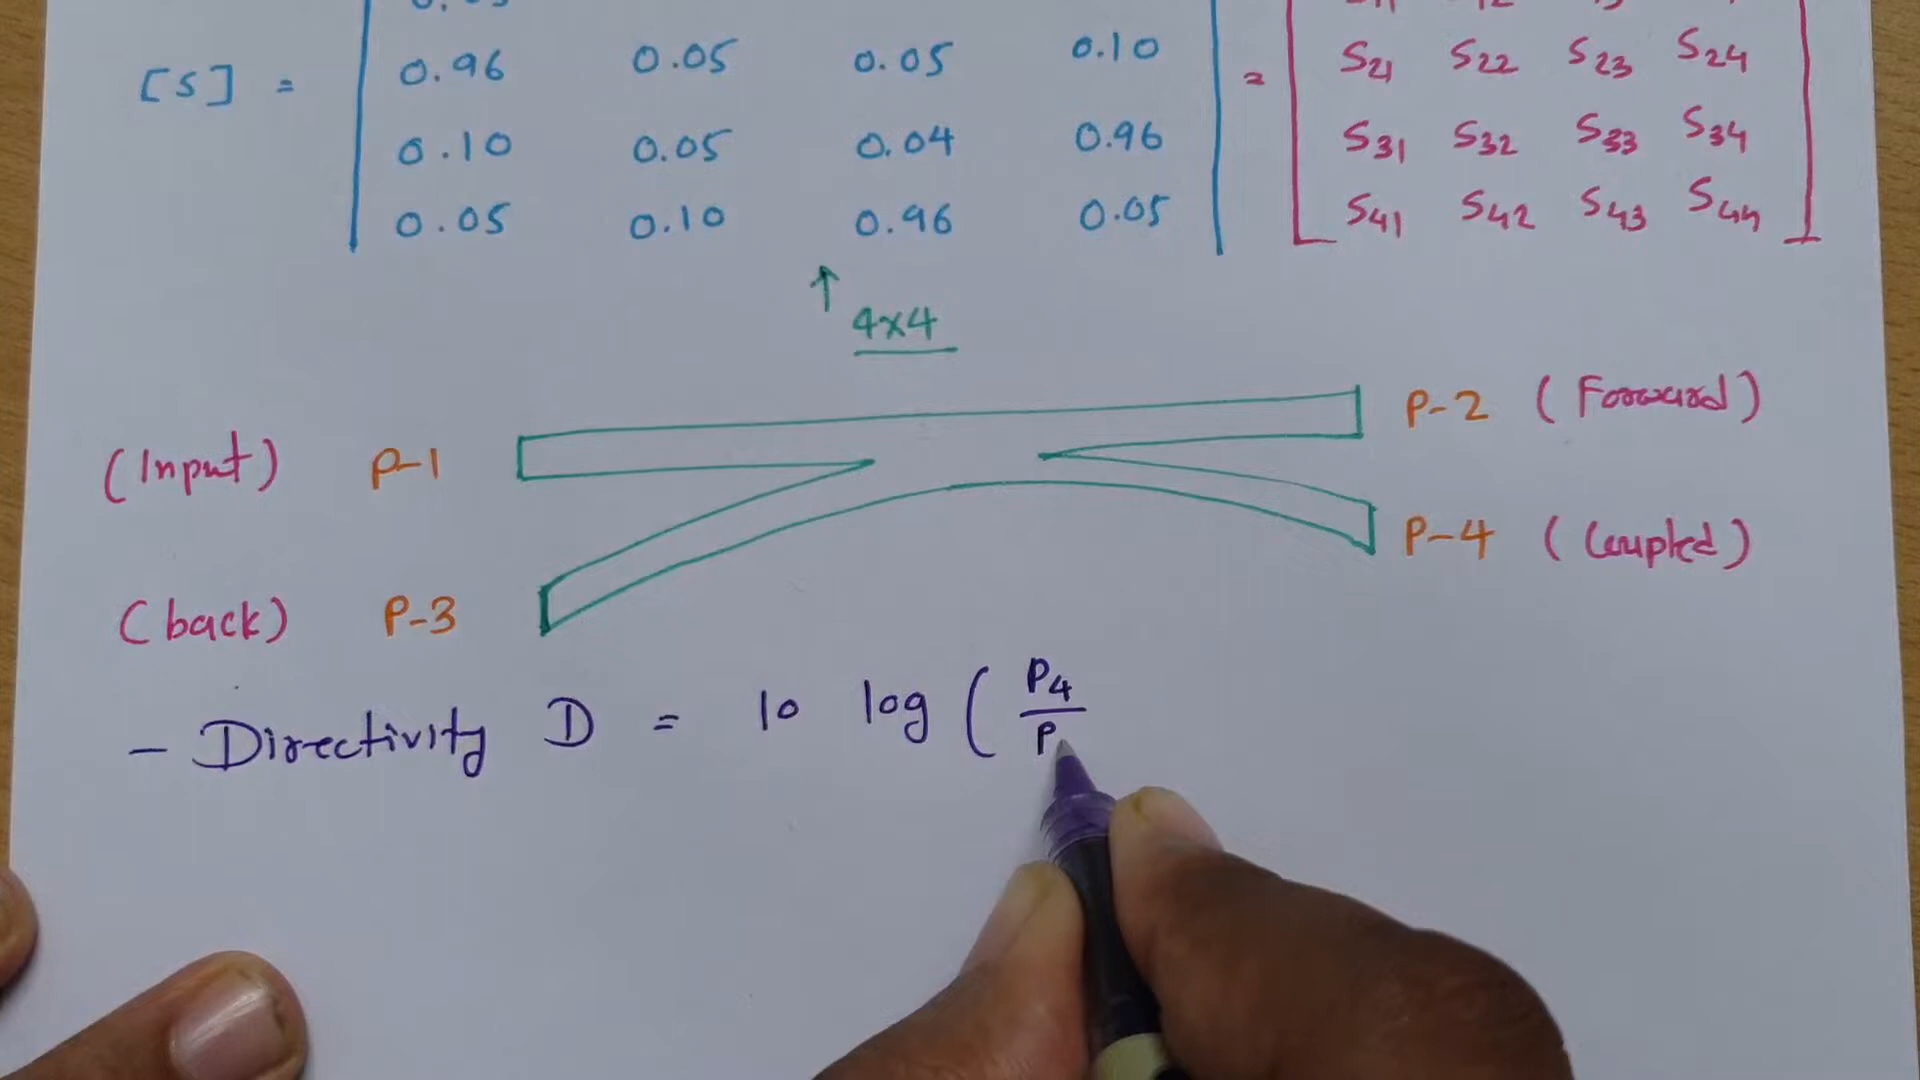 [S] = 0.96 0.05 0.05 0.10 = S21 S22 S23 S24
0.10 0.05 0.04 0.96 S31 S32 S33 S34
0.05 0.10 0.96 0.05 S41 S42 S43 S44
↑
4x4
P-2 (Forward)
(Input) P-1
P-4 (Coupled)
(back) P-3
- Directivity D = 10 log ( P4 / P